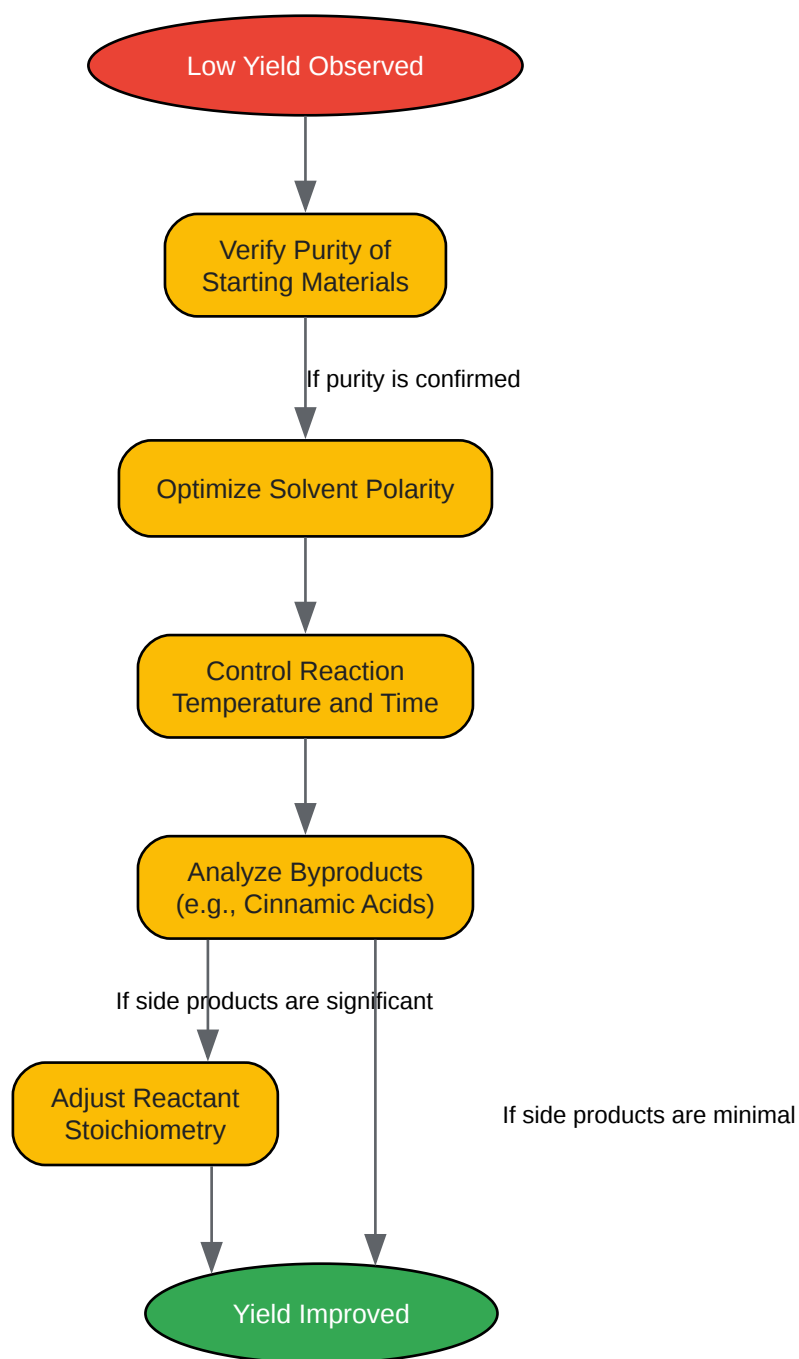 Low Yield Observed
Verify Purity of
Starting Materials
If purity is confirmed
Optimize Solvent Polarity
Control Reaction
Temperature and Time
Analyze Byproducts
(e.g., Cinnamic Acids)
If side products are significant
Adjust Reactant
Stoichiometry
If side products are minimal
Yield Improved